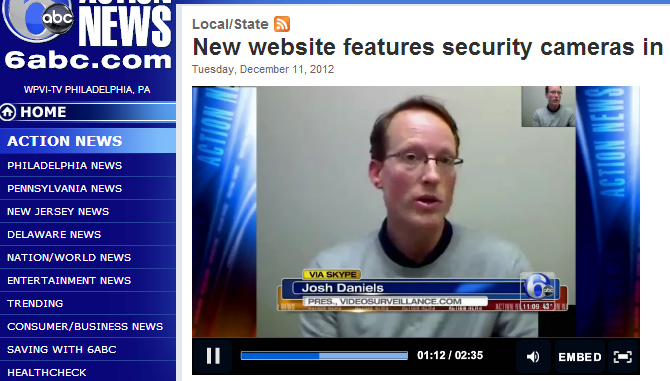 ACTION
6 abc NEWS
6abc.com
WPVI-TV PHILADELPHIA, PA
HOME
ACTION NEWS
PHILADELPHIA NEWS
PENNSYLVANIA NEWS
NEW JERSEY NEWS
DELAWARE NEWS
NATION/WORLD NEWS
ENTERTAINMENT NEWS
TRENDING
CONSUMER/BUSINESS NEWS
SAVING WITH 6ABC
HEALTHCHECK
Local/State
New website features security cameras in
Tuesday, December 11, 2012
ACTION NEWS
ACTION NEWS
VIA SKYPE
Josh Daniels
6 abc
PRES., VIDEOSURVEILLANCE.COM
11:09 43°
01:12 / 02:35
EMBED